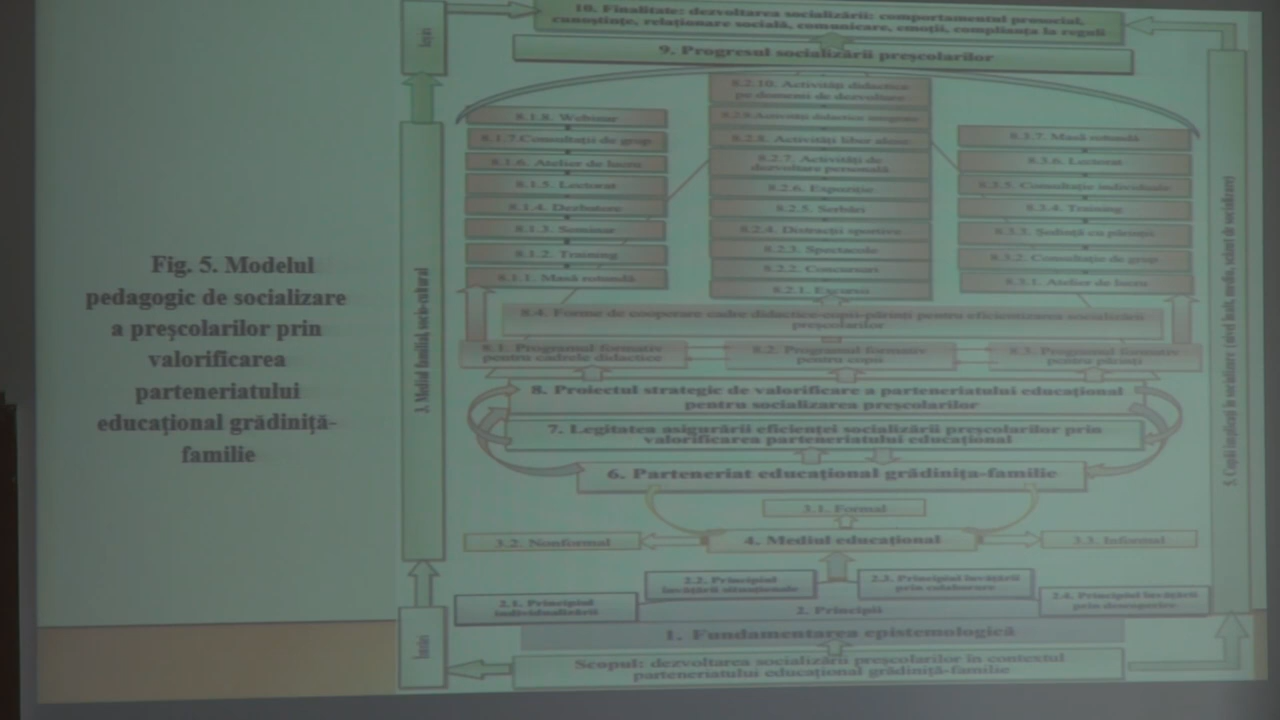 Fig. 5. Modelul
pedagogic de socializare
a preșcolarilor prin
valorificarea
parteneriatului
educațional grădiniță-
familie
10. Finalitate: dezvoltarea socializării: comportamentul prosocial,
cunoștințe, relaționare socială, comunicare, emoții, complianța la reguli
9. Progresul socializării preșcolarilor
Ieșire
3. Mediul familial, socio-cultural
Intrări
8.1.8. Webinar
8.1.7. Consultații de grup
8.1.6. Atelier de lucru
8.1.5. Lectorat
8.1.4. Dezbatere
8.1.3. Seminar
8.1.2. Training
8.1.1. Masă rotundă
8.2.10. Activități didactice
pe domenii de dezvoltare
8.2.9. Activități didactice integrate
8.2.8. Activități liber alese
8.2.7. Activități de
dezvoltare personală
8.2.6. Expoziție
8.2.5. Serbări
8.2.4. Distracții sportive
8.2.3. Spectacole
8.2.2. Concursuri
8.2.1. Excursii
8.3.7. Masă rotundă
8.3.6. Lectorat
8.3.5. Consultație individuale
8.3.4. Training
8.3.3. Ședință cu părinții
8.3.2. Consultație de grup
8.3.1. Atelier de lucru
8.4. Forme de cooperare cadre didactice-copii-părinți pentru eficientizarea socializării
preșcolarilor
8.1. Programul formativ
pentru cadrele didactice
8.2. Programul formativ
pentru copii
8.3. Programul formativ
pentru părinți
8. Proiectul strategic de valorificare a parteneriatului educațional
pentru socializarea preșcolarilor
7. Legitatea asigurării eficienței socializării preșcolarilor prin
valorificarea parteneriatului educațional
6. Parteneriat educațional grădinița-familie
3.1. Formal
3.2. Nonformal
4. Mediul educațional
3.3. Informal
2.1. Principiul
individualizării
2.2. Principiul
învățării situaționale
2.3. Principiul învățării
prin colaborare
2.4. Principiul învățării
prin descoperire
2. Principii
1. Fundamentarea epistemologică
Scopul: dezvoltarea socializării preșcolarilor în contextul
parteneriatului educațional grădiniță-familie